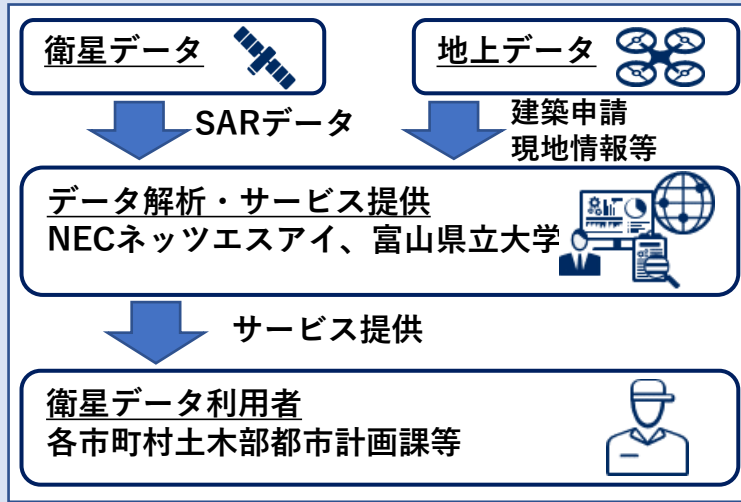 衛星データ
地上データ
SARデータ
建築申請
現地情報等
データ解析・サービス提供
NECネッツエスアイ、富山県立大学
サービス提供
衛星データ利用者
各市町村土木部都市計画課等